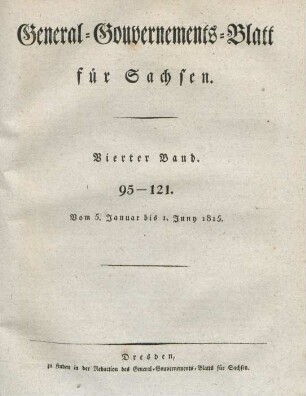 General-Gouvernements-Blatt
für Sachsen.
Vierter Band.
95—121.
Vom 5. Januar bis 1. Juny 1815.
Dresden,
zu finden in der Redaction des General-Gouvernements-Blatts für Sachsen.